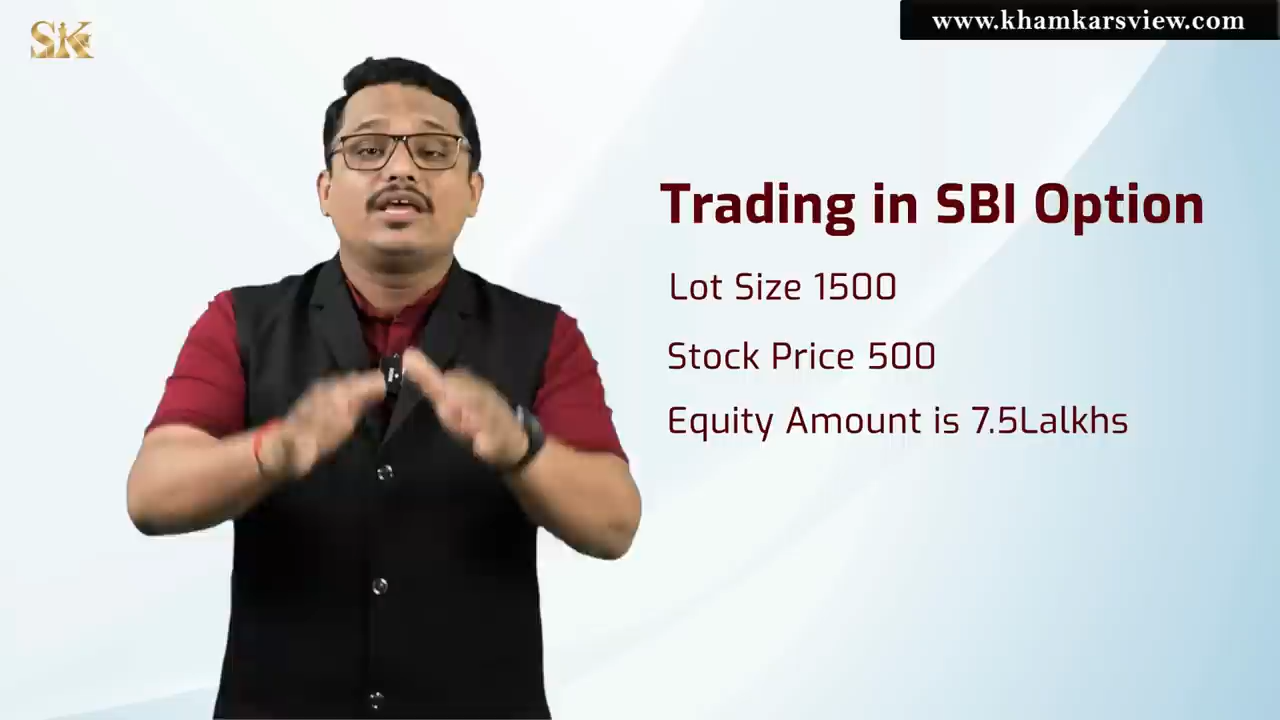 SK
www.khamkarsview.com
Trading in SBI Option
Lot Size 1500
Stock Price 500
Equity Amount is 7.5Lalkhs